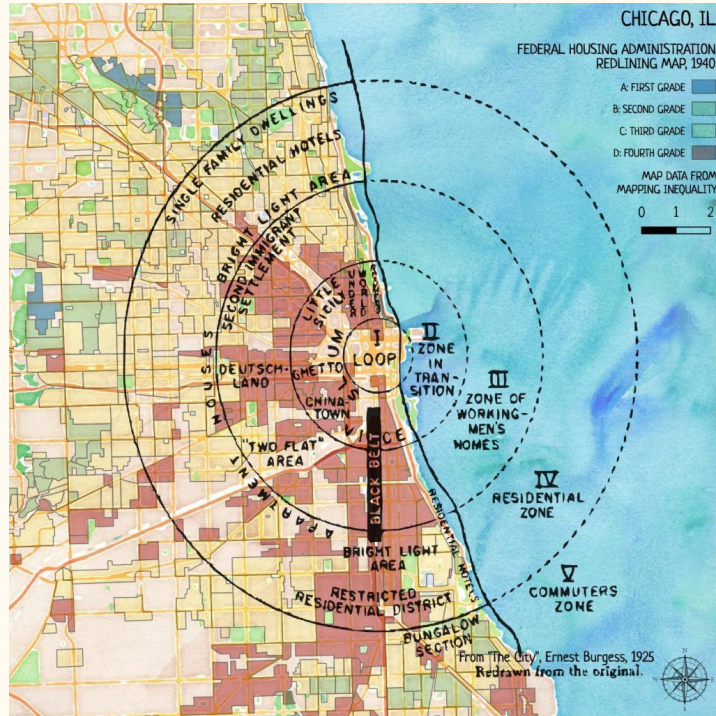 CHICAGO, IL
FEDERAL HOUSING ADMINISTRATION
REDLINING MAP, 1940
A: FIRST GRADE
B: SECOND GRADE
C: THIRD GRADE
D: FOURTH GRADE
MAP DATA FROM
MAPPING INEQUALITY
0 1 2
SINGLE FAMILY DWELLINGS
RESIDENTIAL HOTELS
BRIGHT LIGHT AREA
SECOND IMMIGRANT
SETTLEMENT
LITTLE
SICILY
UNDER
WORLD
ROOMERS
I
LOOP
II
ZONE
IN
TRAN-
SITION
III
ZONE OF
WORKING-
MEN'S
HOMES
IV
RESIDENTIAL
ZONE
V
COMMUTERS
ZONE
DEUTSCH-
LAND
GHETTO
SLUM
CHINA-
TOWN
VICE
"TWO FLAT"
AREA
APARTMENT HOUSES
BLACK BELT
BRIGHT LIGHT
AREA
RESIDENTIAL HOTELS
RESTRICTED
RESIDENTIAL DISTRICT
BUNGALOW
SECTION
From "The City", Ernest Burgess, 1925
Redrawn from the original.
N
E
S
W